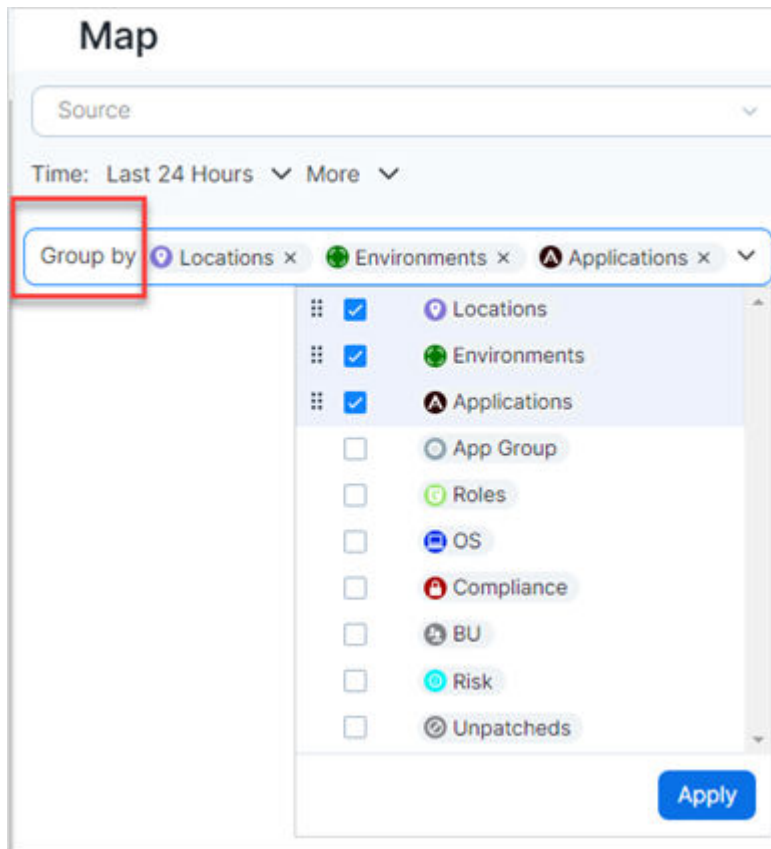 Map
Source
Time: Last 24 Hours More
Group by Locations × Environments × Applications ×
Locations
Environments
Applications
App Group
Roles
OS
Compliance
BU
Risk
Unpatcheds
Apply